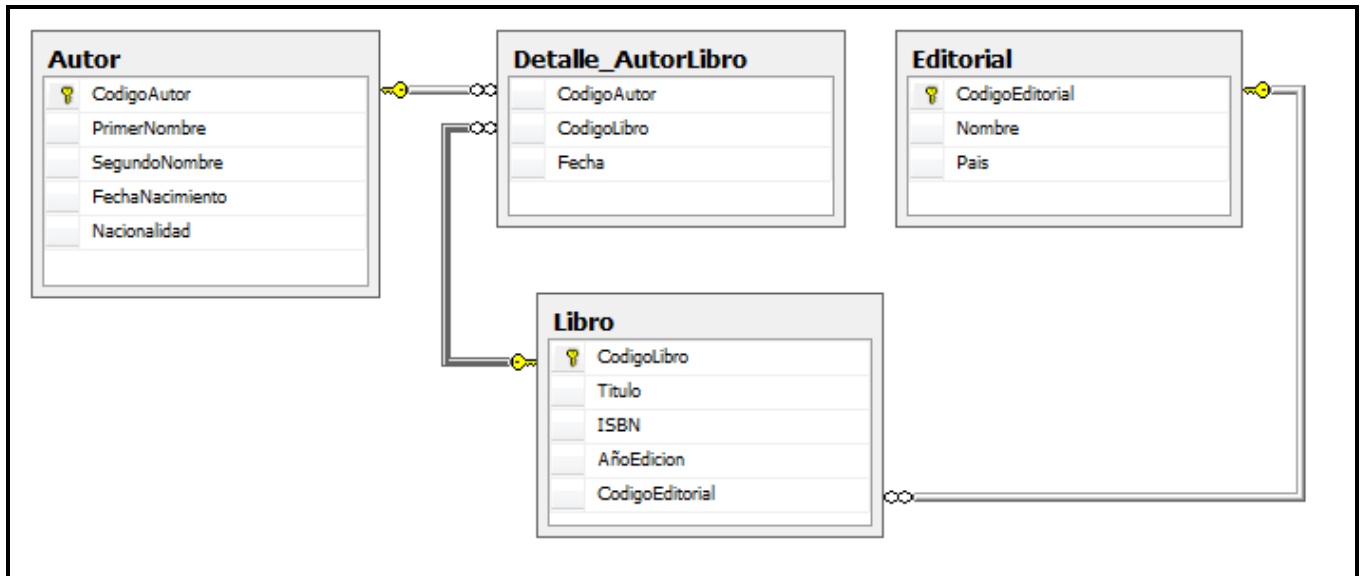 Autor
CodigoAutor
PrimerNombre
SegundoNombre
FechaNacimiento
Nacionalidad
Detalle_AutorLibro
CodigoAutor
CodigoLibro
Fecha
Editorial
CodigoEditorial
Nombre
Pais
Libro
CodigoLibro
Titulo
ISBN
AñoEdicion
CodigoEditorial